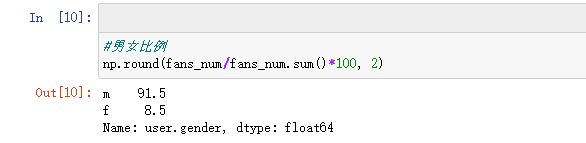 In [10]:
#男女比例
np.round(fans_num/fans_num.sum()*100, 2)
Out[10]: m    91.5
f     8.5
Name: user.gender, dtype: float64